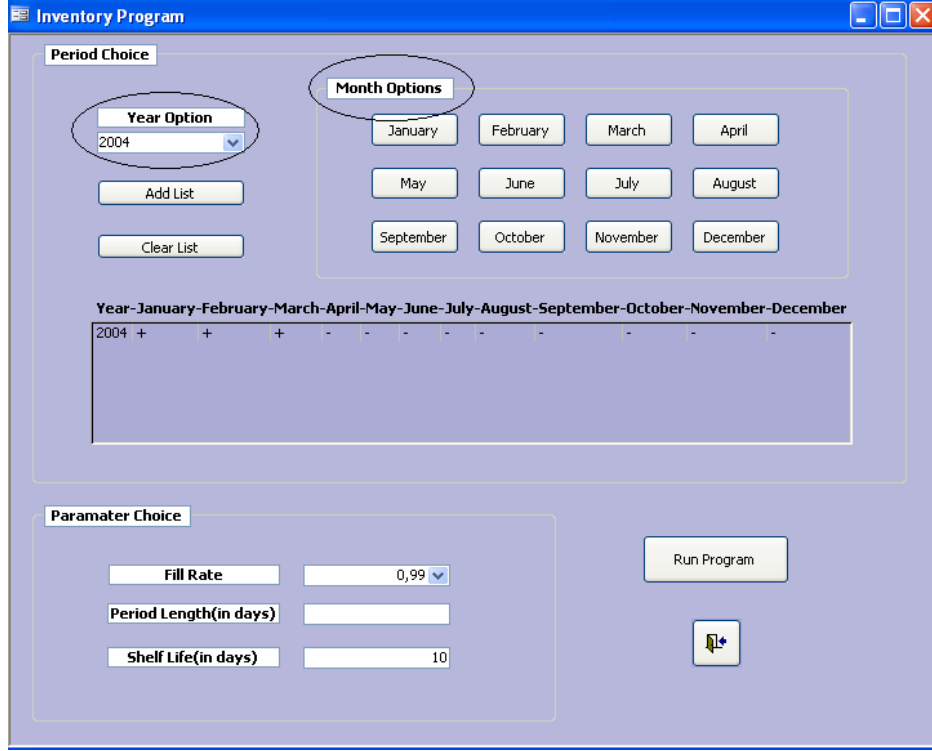 Inventory Program
Period Choice
Month Options
Year Option
2004
January February March April
Add List
May June July August
Clear List
September October November December
Year-January-February-March-April-May-June-July-August-September-October-November-December
2004 + + + - - - - - - - - -
Paramater Choice
Fill Rate 0,99
Run Program
Period Length(in days)
Shelf Life(in days) 10